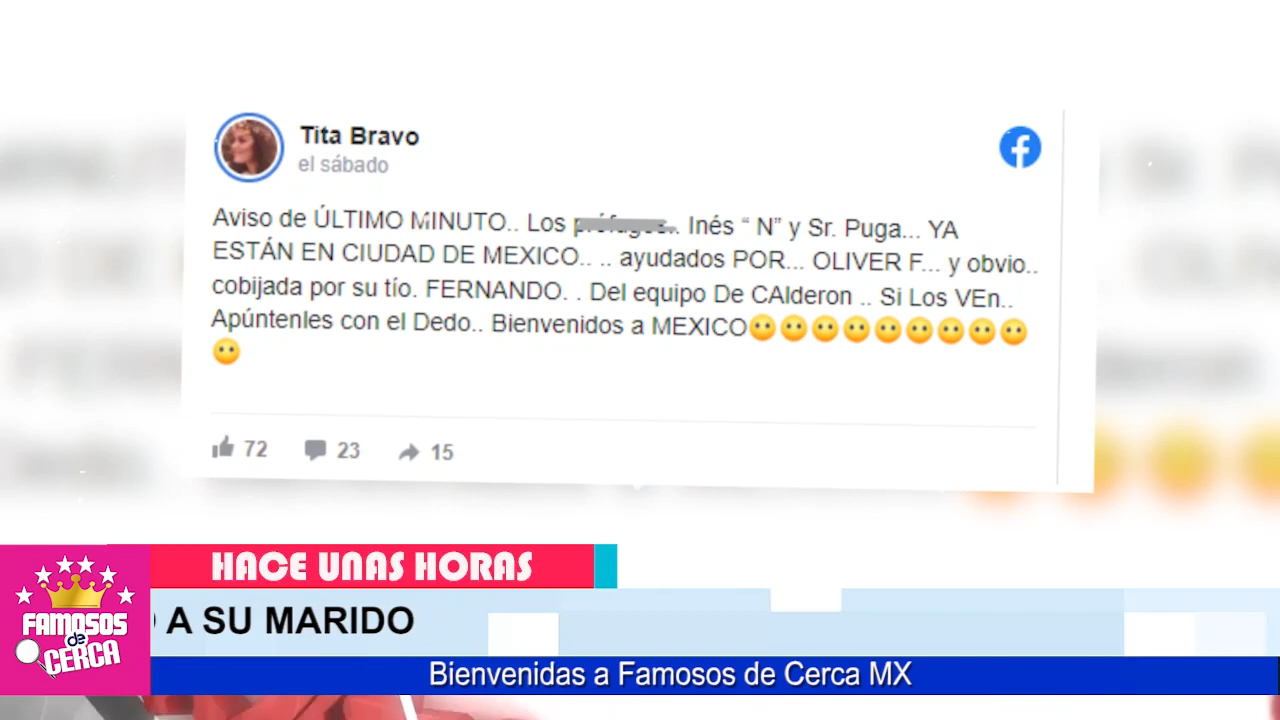 Tita Bravo
el sábado
Aviso de ÚLTIMO MINUTO.. Los prófugos.. Inés “ N” y Sr. Puga... YA
ESTÁN EN CIUDAD DE MEXICO.. .. ayudados POR... OLIVER F... y obvio..
cobijada por su tío. FERNANDO. . Del equipo De CAlderon .. Si Los VEn..
Apúntenles con el Dedo.. Bienvenidos a MEXICO😶😶😶😶😶😶😶😶😶
😶
72 23 15
HACE UNAS HORAS
FAMOSOS
de
CERCA
A SU MARIDO
Bienvenidas a Famosos de Cerca MX